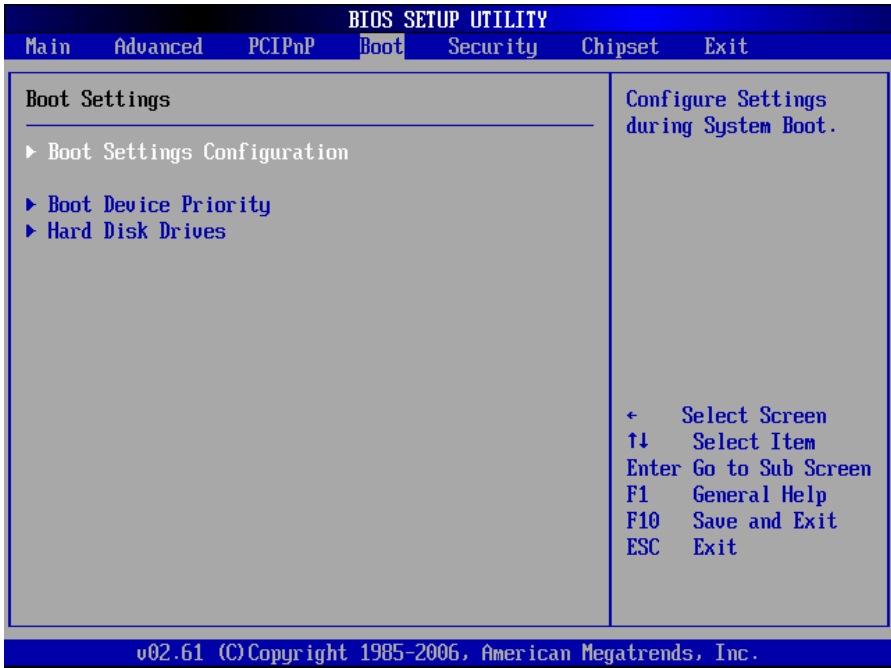 BIOS SETUP UTILITY
Main Advanced PCIPnP Boot Security Chipset Exit
Boot Settings
▶ Boot Settings Configuration
▶ Boot Device Priority
▶ Hard Disk Drives
Configure Settings
during System Boot.
← Select Screen
↑↓ Select Item
Enter Go to Sub Screen
F1 General Help
F10 Save and Exit
ESC Exit
v02.61 (C)Copyright 1985-2006, American Megatrends, Inc.